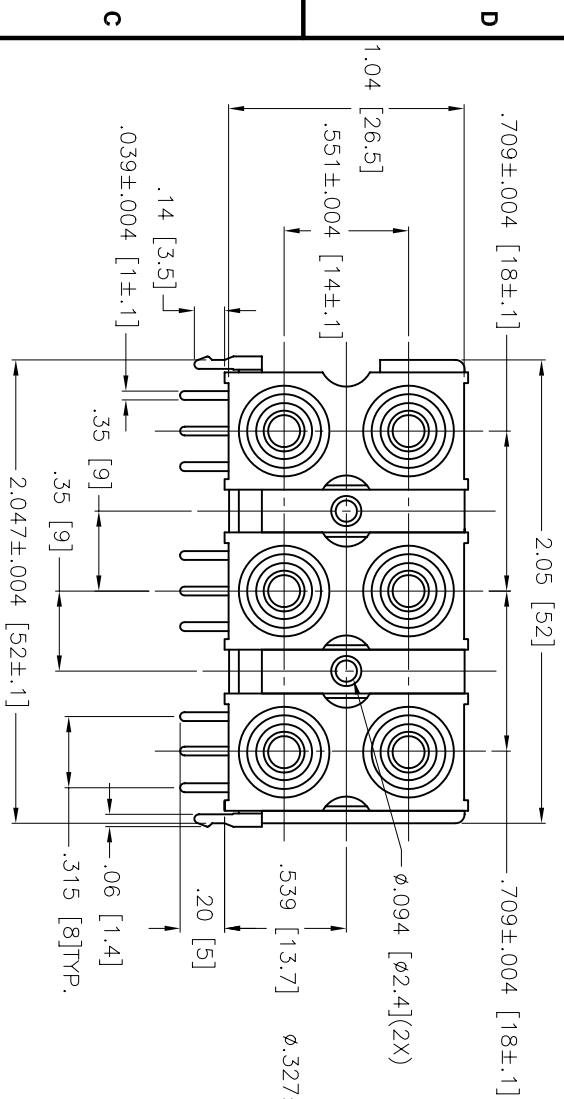 C
D
.709±.004 [18±.1]
1.04 [26.5]
.551±.004 [14±.1]
.14 [3.5]
.039±.004 [1±.1]
2.05 [52]
.35 [9]
.35 [9]
2.047±.004 [52±.1]
.709±.004 [18±.1]
ø.094 [ø2.4](2X)
.539 [13.7]
.20 [5]
.06 [1.4]
.315 [8]TYP.
ø.327